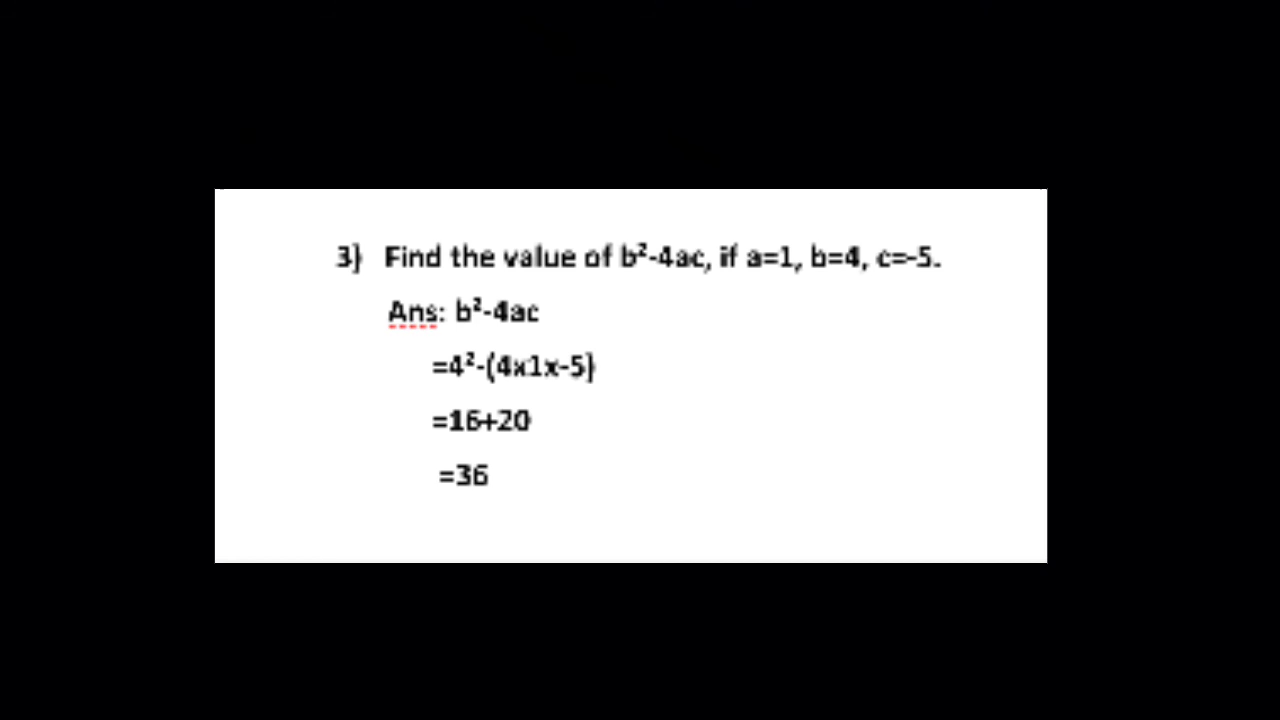 3) Find the value of b²-4ac, if a=1, b=4, c=-5.
Ans: b²-4ac
=4²-(4x1x-5)
=16+20
=36